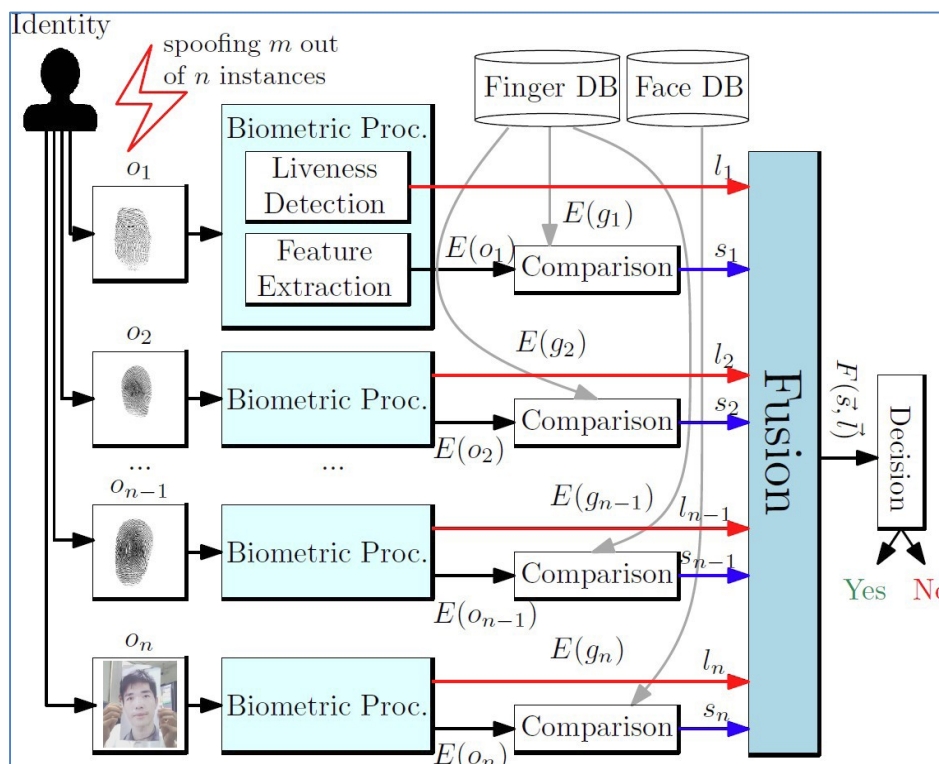 Identity
spoofing m out
of n instances
Finger DB
Face DB
Biometric Proc.
Liveness
Detection
Feature
Extraction
o₁
l₁
E(g₁)
E(o₁)
Comparison
s₁
o₂
E(g₂)
l₂
Biometric Proc.
Comparison
s₂
E(o₂)
...
...
oₙ₋₁
E(gₙ₋₁)
lₙ₋₁
Biometric Proc.
Comparison
sₙ₋₁
E(oₙ₋₁)
oₙ
E(gₙ)
lₙ
Biometric Proc.
Comparison
sₙ
E(oₙ)
Fusion
F(s⃗, l⃗)
Decision
Yes
No